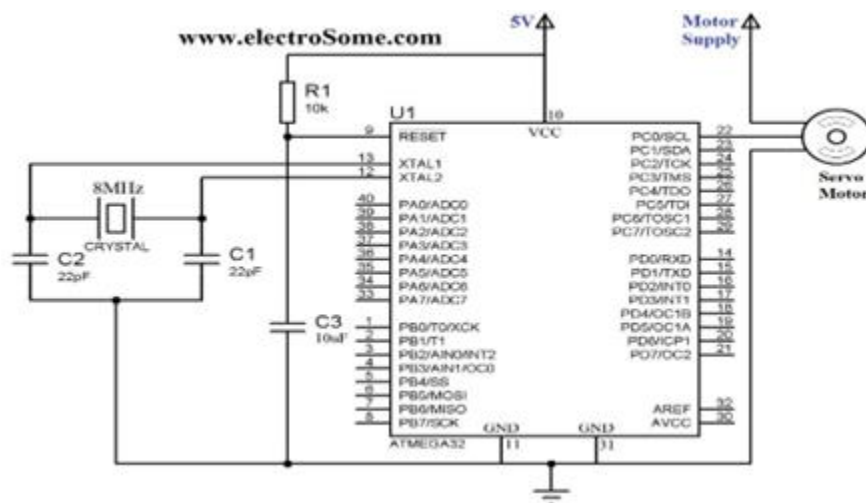 www.electroSome.com
5V
Motor
Supply
R1
10k
U1
10
VCC
9
RESET
13
XTAL1
12
XTAL2
8MHz
CRYSTAL
C2
22pF
C1
22pF
C3
10uF
40
PA0/ADC0
39
PA1/ADC1
38
PA2/ADC2
37
PA3/ADC3
36
PA4/ADC4
35
PA5/ADC5
34
PA6/ADC6
33
PA7/ADC7
1
PB0/T0/XCK
2
PB1/T1
3
PB2/AIN0/INT2
4
PB3/AIN1/OC0
5
PB4/SS
6
PB5/MOSI
7
PB6/MISO
8
PB7/SCK
PC0/SCL
22
PC1/SDA
23
PC2/TCK
24
PC3/TMS
25
PC4/TDO
26
PC5/TDI
27
PC6/TOSC1
28
PC7/TOSC2
29
PD0/RXD
14
PD1/TXD
15
PD2/INT0
16
PD3/INT1
17
PD4/OC1B
18
PD5/OC1A
19
PD6/ICP1
20
PD7/OC2
21
AREF
32
AVCC
30
Servo
Motor
ATMEGA32
GND
11
GND
31